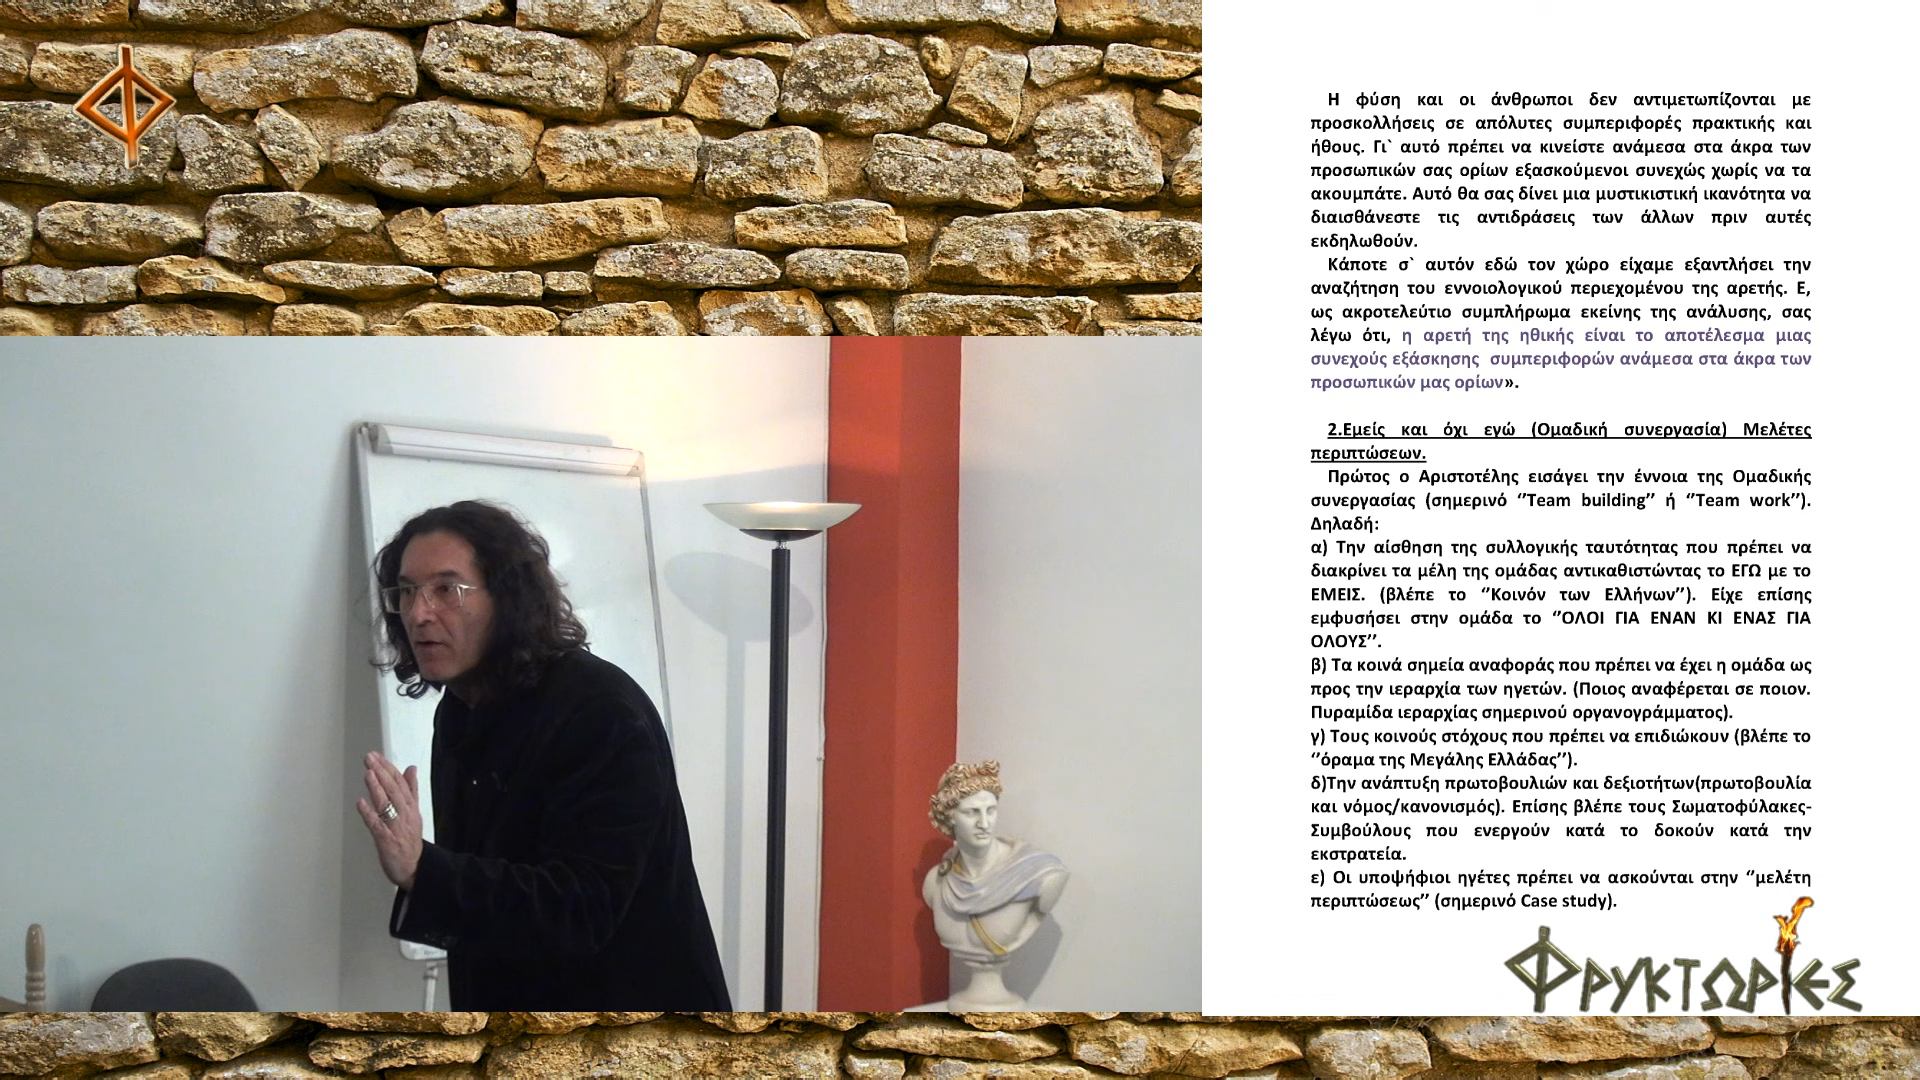 Η φύση και οι άνθρωποι δεν αντιμετωπίζονται με
προσκολλήσεις σε απόλυτες συμπεριφορές πρακτικής και
ήθους. Γι` αυτό πρέπει να κινείστε ανάμεσα στα άκρα των
προσωπικών σας ορίων εξασκούμενοι συνεχώς χωρίς να τα
ακουμπάτε. Αυτό θα σας δίνει μια μυστικιστική ικανότητα να
διαισθάνεστε τις αντιδράσεις των άλλων πριν αυτές
εκδηλωθούν.
Κάποτε σ` αυτόν εδώ τον χώρο είχαμε εξαντλήσει την
αναζήτηση του εννοιολογικού περιεχομένου της αρετής. Ε,
ως ακροτελεύτιο συμπλήρωμα εκείνης της ανάλυσης, σας
λέγω ότι, η αρετή της ηθικής είναι το αποτέλεσμα μιας
συνεχούς εξάσκησης συμπεριφορών ανάμεσα στα άκρα των
προσωπικών μας ορίων».
2.Εμείς και όχι εγώ (Ομαδική συνεργασία) Μελέτες
περιπτώσεων.
Πρώτος ο Αριστοτέλης εισάγει την έννοια της Ομαδικής
συνεργασίας (σημερινό ‘’Team building’’ ή ‘’Team work’’).
Δηλαδή:
α) Την αίσθηση της συλλογικής ταυτότητας που πρέπει να
διακρίνει τα μέλη της ομάδας αντικαθιστώντας το ΕΓΩ με το
ΕΜΕΙΣ. (βλέπε το ‘’Κοινόν των Ελλήνων’’). Είχε επίσης
εμφυσήσει στην ομάδα το ‘’ΌΛΟΙ ΓΙΑ ΕΝΑΝ ΚΙ ΕΝΑΣ ΓΙΑ
ΟΛΟΥΣ’’.
β) Τα κοινά σημεία αναφοράς που πρέπει να έχει η ομάδα ως
προς την ιεραρχία των ηγετών. (Ποιος αναφέρεται σε ποιον.
Πυραμίδα ιεραρχίας σημερινού οργανογράμματος).
γ) Τους κοινούς στόχους που πρέπει να επιδιώκουν (βλέπε το
‘’όραμα της Μεγάλης Ελλάδας’’).
δ)Την ανάπτυξη πρωτοβουλιών και δεξιοτήτων(πρωτοβουλία
και νόμος/κανονισμός). Επίσης βλέπε τους Σωματοφύλακες-
Συμβούλους που ενεργούν κατά το δοκούν κατά την
εκστρατεία.
ε) Οι υποψήφιοι ηγέτες πρέπει να ασκούνται στην ‘’μελέτη
περιπτώσεως’’ (σημερινό Case study).
ΦΡΥΚΤΩΡΙΕΣ